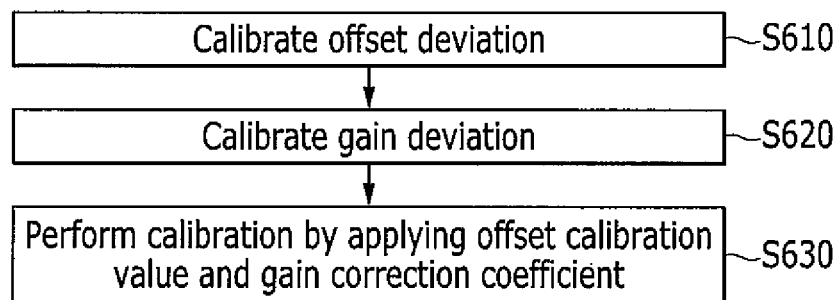 Calibrate offset deviation
S610
Calibrate gain deviation
S620
Perform calibration by applying offset calibration
value and gain correction coefficient
S630